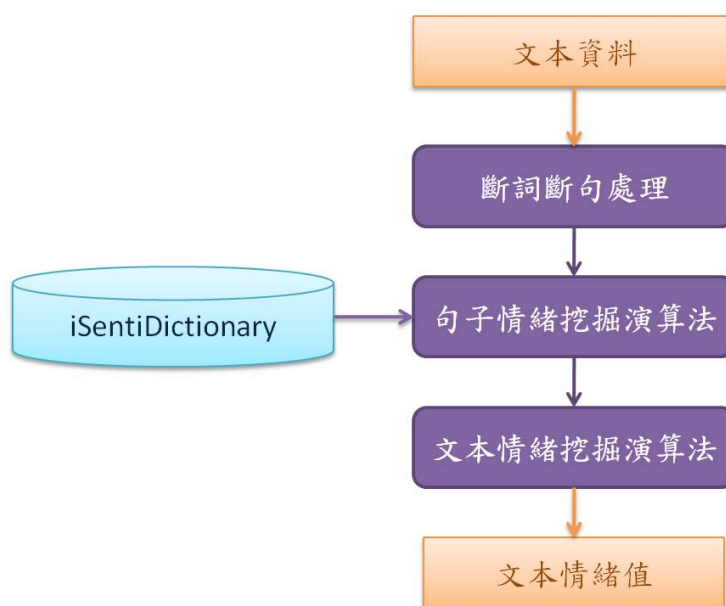 文本資料
斷詞斷句處理
iSentiDictionary
句子情緒挖掘演算法
文本情緒挖掘演算法
文本情緒值